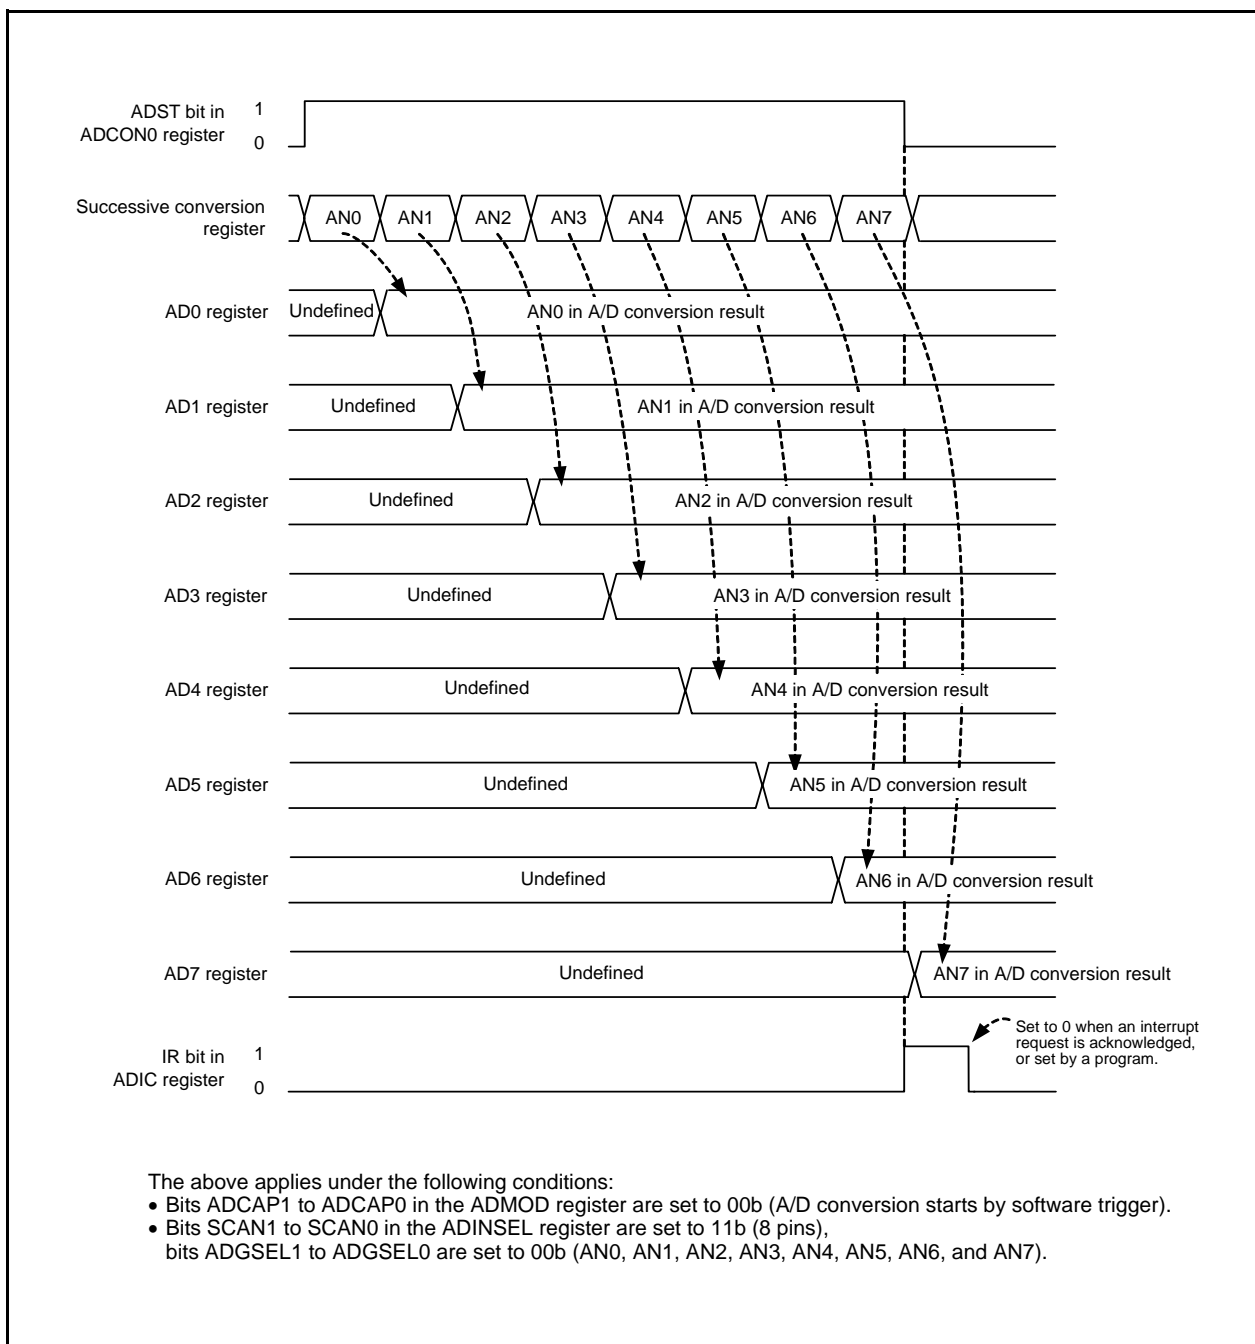 ADST bit in
ADCON0 register
1
0
Successive conversion
register
AN0 AN1 AN2 AN3 AN4 AN5 AN6 AN7
AD0 register
Undefined
AN0 in A/D conversion result
AD1 register
Undefined
AN1 in A/D conversion result
AD2 register
Undefined
AN2 in A/D conversion result
AD3 register
Undefined
AN3 in A/D conversion result
AD4 register
Undefined
AN4 in A/D conversion result
AD5 register
Undefined
AN5 in A/D conversion result
AD6 register
Undefined
AN6 in A/D conversion result
AD7 register
Undefined
AN7 in A/D conversion result
IR bit in
ADIC register
1
0
Set to 0 when an interrupt
request is acknowledged,
or set by a program.
The above applies under the following conditions:
• Bits ADCAP1 to ADCAP0 in the ADMOD register are set to 00b (A/D conversion starts by software trigger).
• Bits SCAN1 to SCAN0 in the ADINSEL register are set to 11b (8 pins),
bits ADGSEL1 to ADGSEL0 are set to 00b (AN0, AN1, AN2, AN3, AN4, AN5, AN6, and AN7).